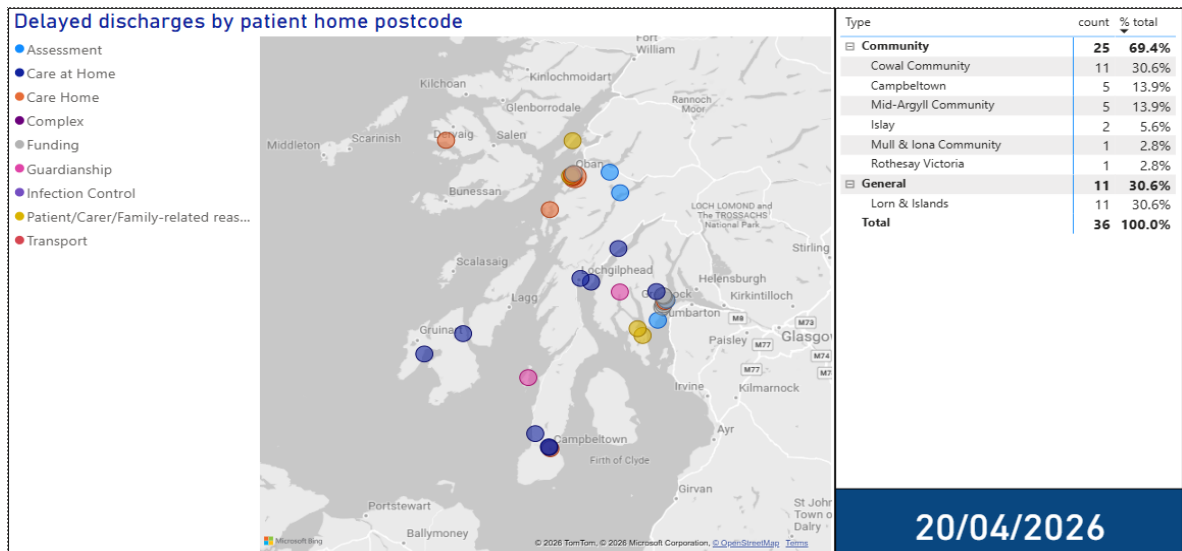 Delayed discharges by patient home postcode
Assessment
Care at Home
Care Home
Complex
Funding
Guardianship
Infection Control
Patient/Carer/Family-related reas...
Transport
Fort
William
Kinlochmoidart
Kilchoan
Glenborrodale
Rannoch
Moor
Scarinish
Middleton
Salen
Oban
Bunessan
LOCH LOMOND and
The TROSSACHS
National Park
Stirling
Scalasaig
Lochgilphead
Helensburgh
Lagg
Kirkintilloch
Dumbarton
M8
M73
Gruinart
Paisley
Glasgow
M77
M74
M77
Irvine
Kilmarnock
Ayr
Campbeltown
Firth of Clyde
Girvan
Portstewart
St John
Town o
Dalry
Ballymoney
Microsoft Bing
© 2026 TomTom, © 2026 Microsoft Corporation, © OpenStreetMap Terms
Type count % total
Community 25 69.4%
Cowal Community 11 30.6%
Campbeltown 5 13.9%
Mid-Argyll Community 5 13.9%
Islay 2 5.6%
Mull & Iona Community 1 2.8%
Rothesay Victoria 1 2.8%
General 11 30.6%
Lorn & Islands 11 30.6%
Total 36 100.0%
20/04/2026